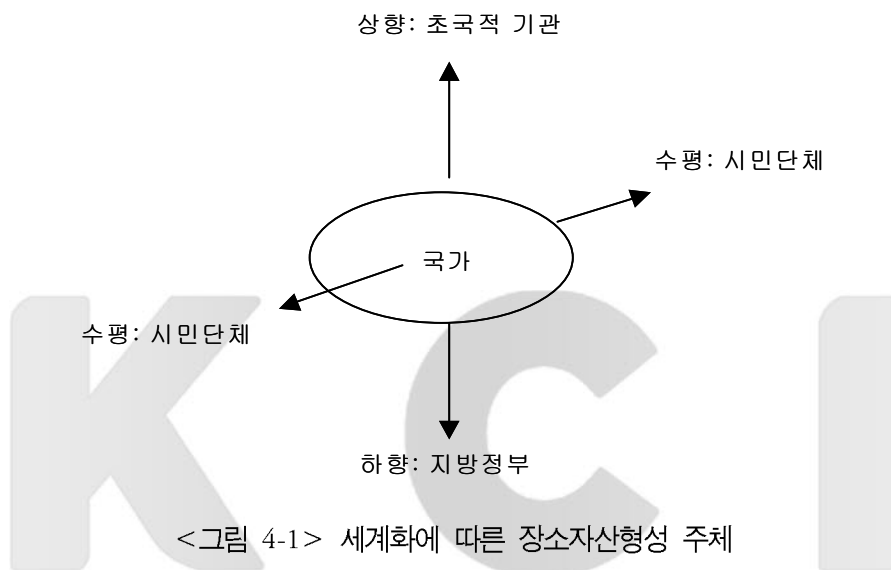 상향: 초국적 기관
수평: 시민단체
국가
수평: 시민단체
하향: 지방정부
<그림 4-1> 세계화에 따른 장소자산형성 주체
KCI